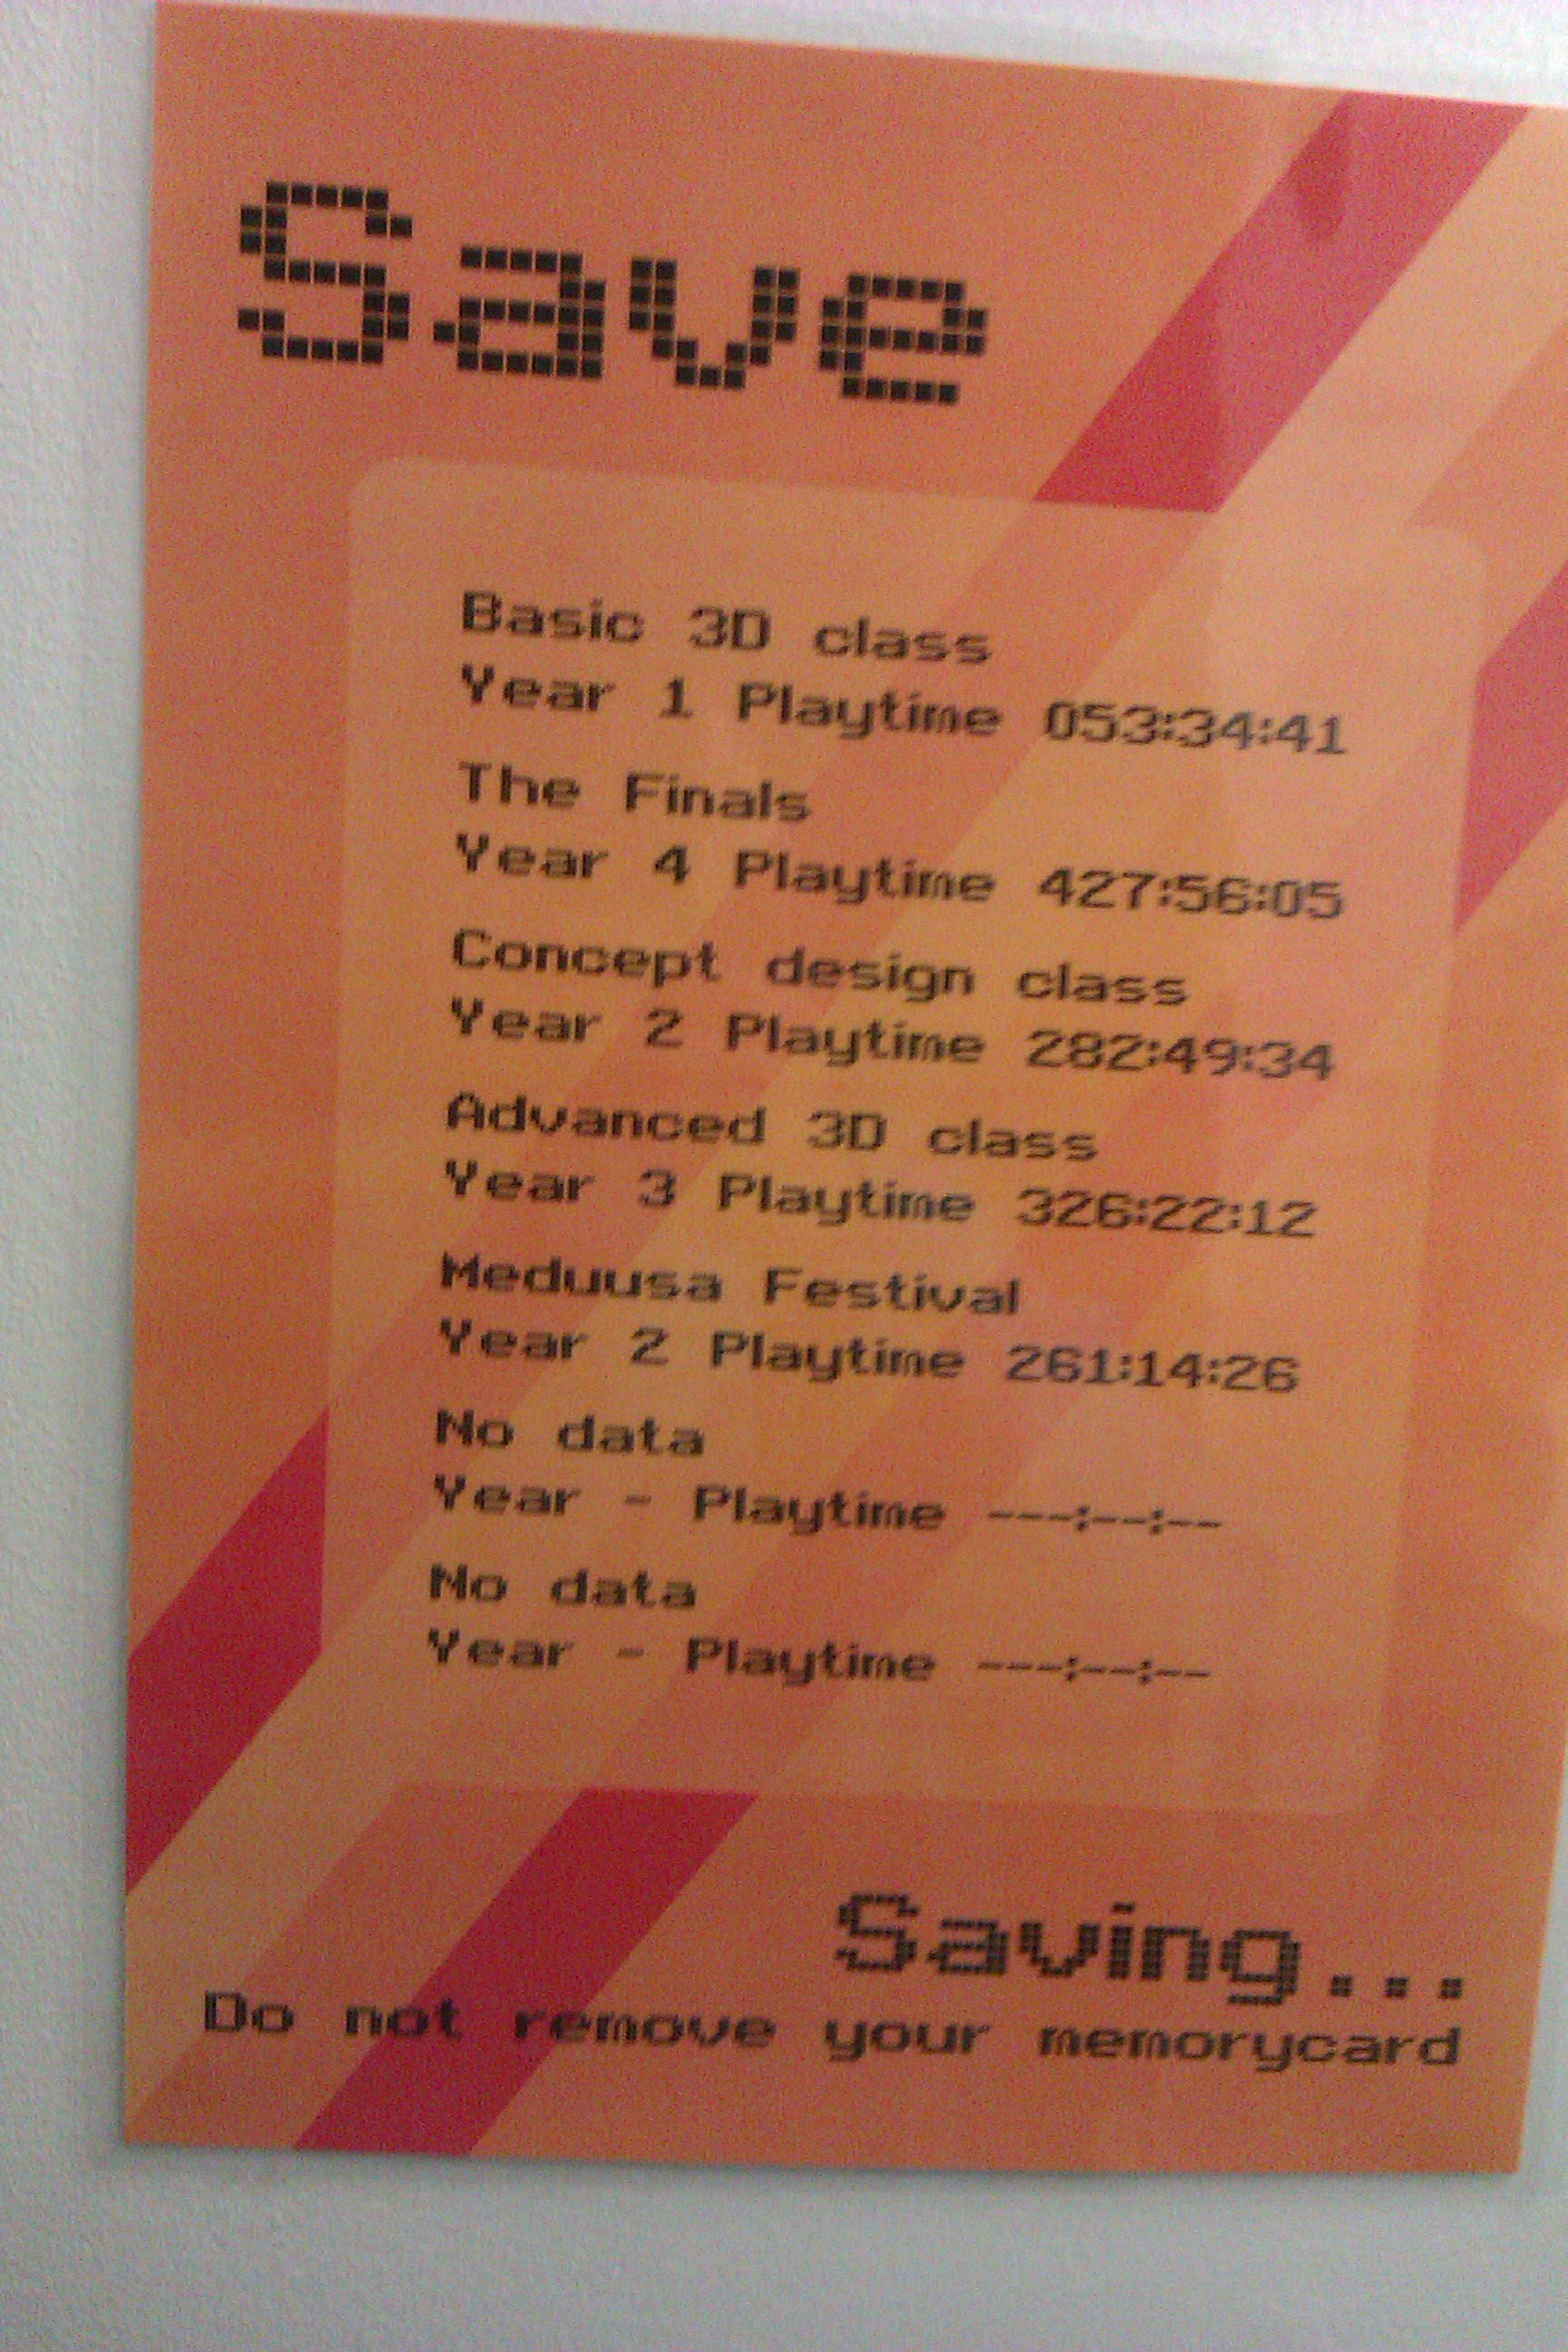 Save
Basic 3D class
Year 1 Playtime 053:34:41
The Finals
Year 4 Playtime 427:56:05
Concept design class
Year 2 Playtime 282:49:34
Advanced 3D class
Year 3 Playtime 326:22:12
Meduusa Festival
Year 2 Playtime 261:14:26
No data
Year - Playtime ---:--:--
No data
Year - Playtime ---:--:--
Saving...
Do not remove your memorycard